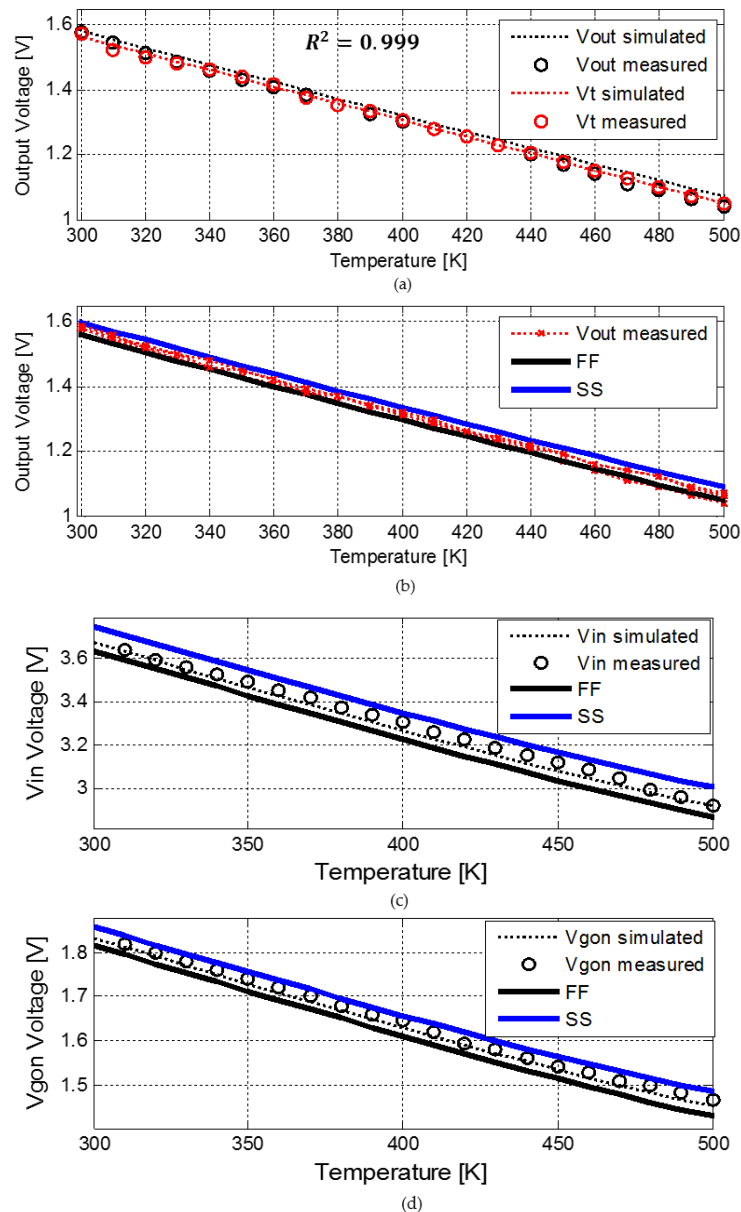 1.6
1.4
1.2
1
Output Voltage [V]
R² = 0.999
Vout simulated
Vout measured
Vt simulated
Vt measured
300 320 340 360 380 400 420 440 460 480 500
Temperature [K]
(a)
1.6
1.4
1.2
1
Output Voltage [V]
Vout measured
FF
SS
300 320 340 360 380 400 420 440 460 480 500
Temperature [K]
(b)
3.6
3.4
3.2
3
Vin Voltage [V]
Vin simulated
Vin measured
FF
SS
300 350 400 450 500
Temperature [K]
(c)
1.8
1.7
1.6
1.5
Vgon Voltage [V]
Vgon simulated
Vgon measured
FF
SS
300 350 400 450 500
Temperature [K]
(d)